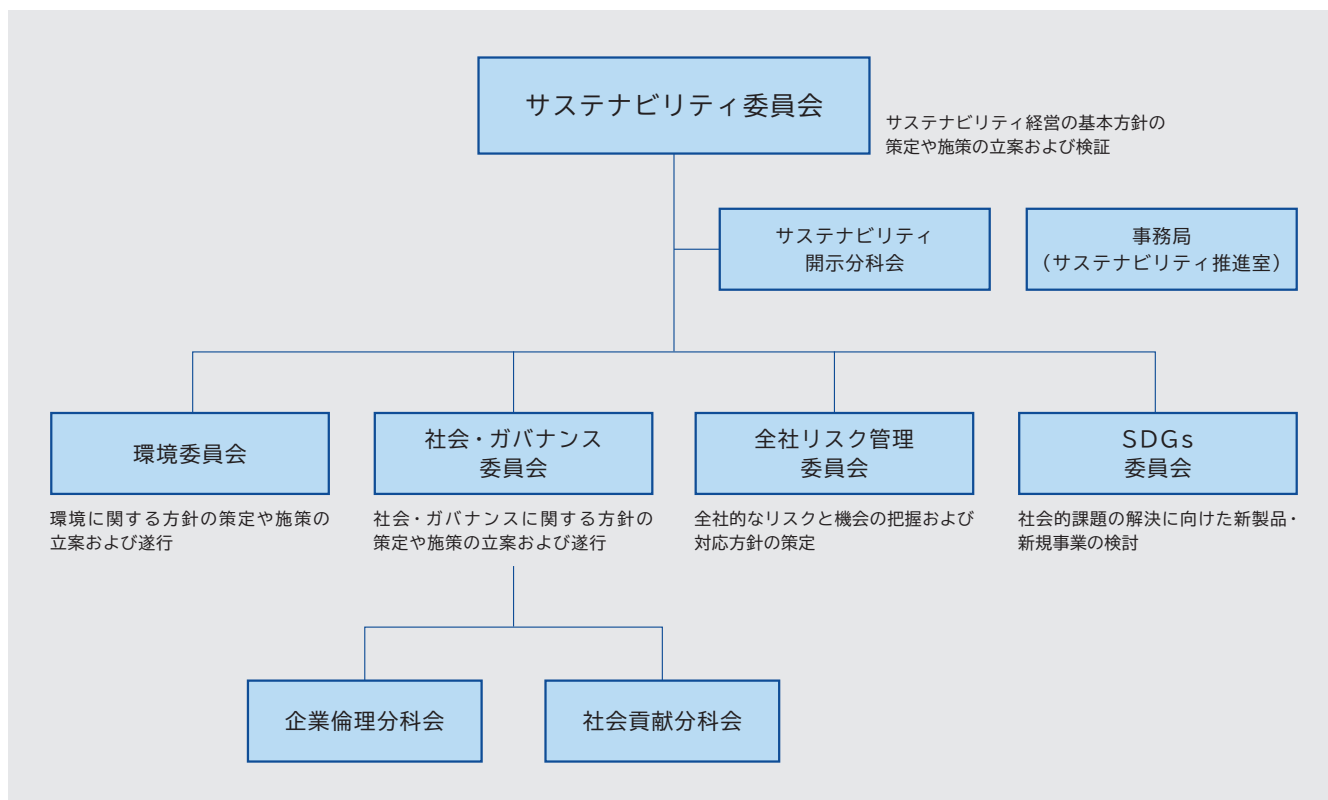 サステナビリティ委員会
サステナビリティ経営の基本方針の
策定や施策の立案および検証
サステナビリティ
開示分科会
事務局
（サステナビリティ推進室）
環境委員会
環境に関する方針の策定や施策の
立案および遂行
社会・ガバナンス
委員会
社会・ガバナンスに関する方針の
策定や施策の立案および遂行
全社リスク管理
委員会
全社的なリスクと機会の把握および
対応方針の策定
SDGs
委員会
社会的課題の解決に向けた新製品・
新規事業の検討
企業倫理分科会
社会貢献分科会